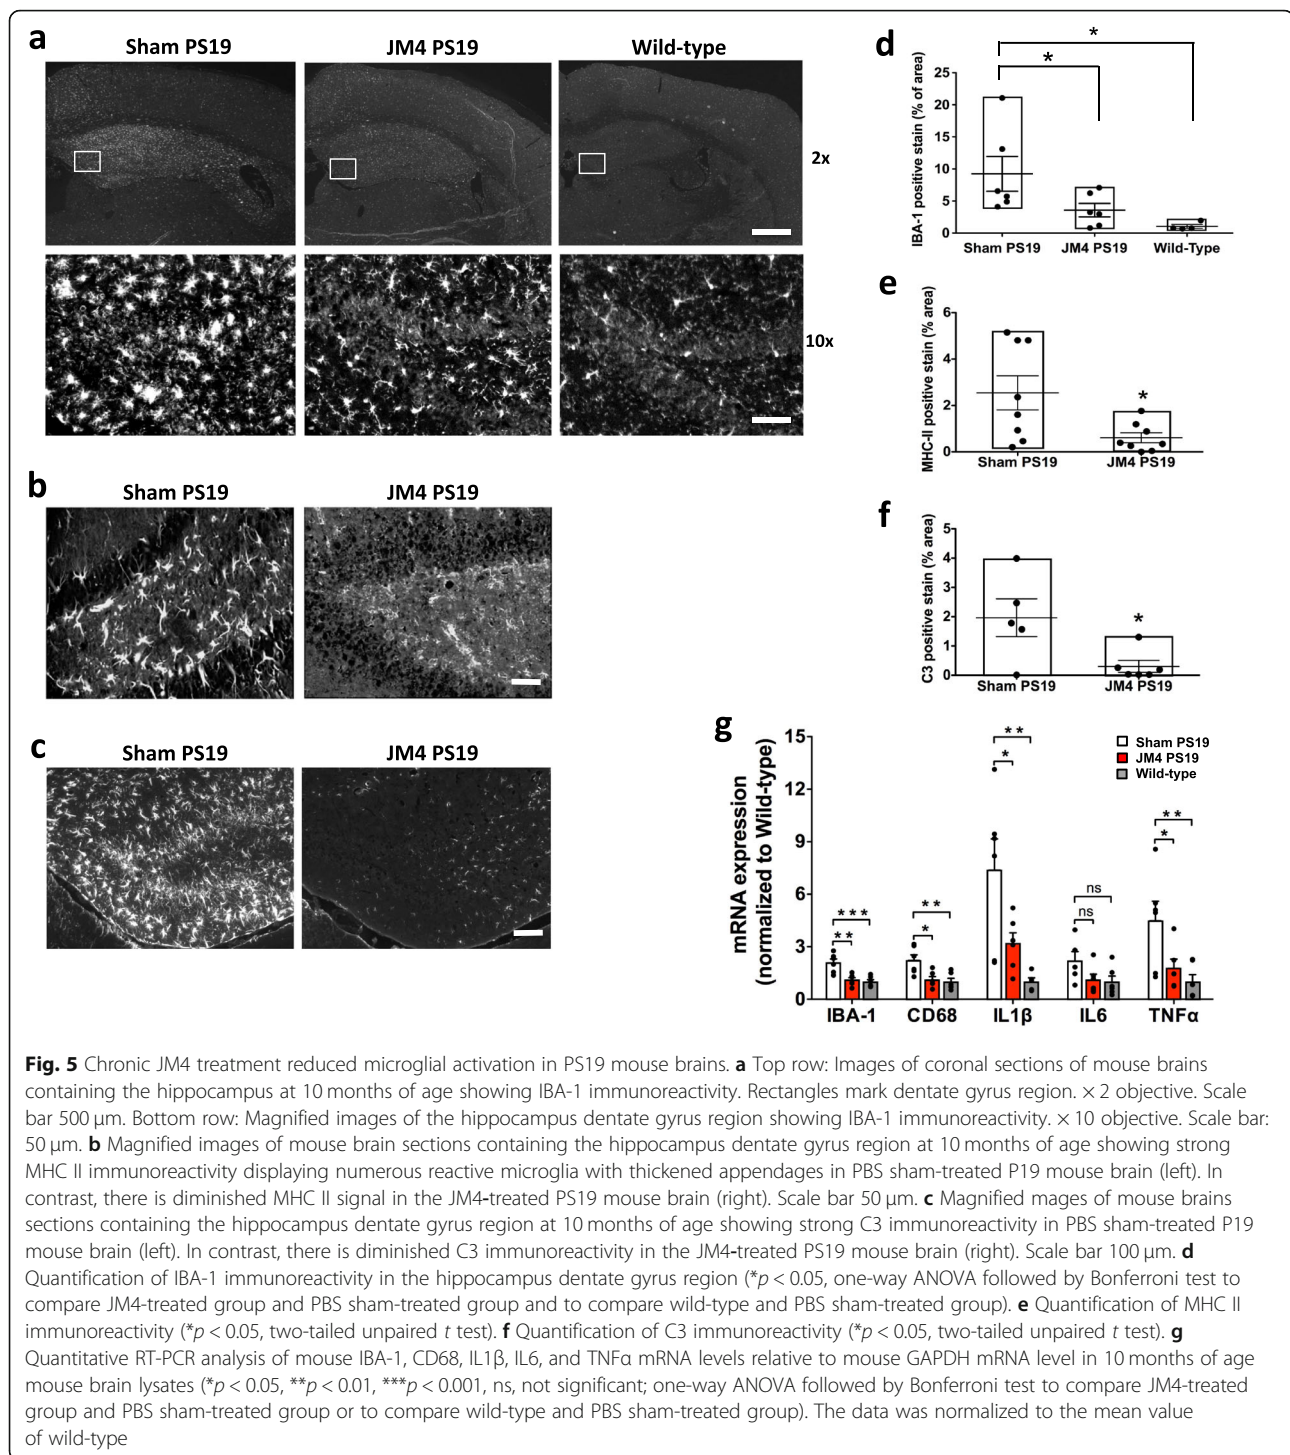 a
Sham PS19
JM4 PS19
Wild-type
2x
10x
b
Sham PS19
JM4 PS19
c
Sham PS19
JM4 PS19
d
*
*
IBA-1 positive stain (% of area)
25
20
15
10
5
0
Sham PS19
JM4 PS19
Wild-Type
e
MHC-II positive stain (% area)
6
4
2
0
*
Sham PS19
JM4 PS19
f
C3 positive stain (% area)
5
4
3
2
1
0
*
Sham PS19
JM4 PS19
g
mRNA expression
(normalized to Wild-type)
15
12
9
6
3
0
Sham PS19
JM4 PS19
Wild-type
***
**
**
*
**
*
ns
ns
**
*
IBA-1
CD68
IL1β
IL6
TNFα
Fig. 5 Chronic JM4 treatment reduced microglial activation in PS19 mouse brains. a Top row: Images of coronal sections of mouse brains
containing the hippocampus at 10 months of age showing IBA-1 immunoreactivity. Rectangles mark dentate gyrus region. × 2 objective. Scale
bar 500 μm. Bottom row: Magnified images of the hippocampus dentate gyrus region showing IBA-1 immunoreactivity. × 10 objective. Scale bar:
50 μm. b Magnified images of mouse brain sections containing the hippocampus dentate gyrus region at 10 months of age showing strong
MHC II immunoreactivity displaying numerous reactive microglia with thickened appendages in PBS sham-treated P19 mouse brain (left). In
contrast, there is diminished MHC II signal in the JM4-treated PS19 mouse brain (right). Scale bar 50 μm. c Magnified mages of mouse brains
sections containing the hippocampus dentate gyrus region at 10 months of age showing strong C3 immunoreactivity in PBS sham-treated P19
mouse brain (left). In contrast, there is diminished C3 immunoreactivity in the JM4-treated PS19 mouse brain (right). Scale bar 100 μm. d
Quantification of IBA-1 immunoreactivity in the hippocampus dentate gyrus region (*p < 0.05, one-way ANOVA followed by Bonferroni test to
compare JM4-treated group and PBS sham-treated group and to compare wild-type and PBS sham-treated group). e Quantification of MHC II
immunoreactivity (*p < 0.05, two-tailed unpaired t test). f Quantification of C3 immunoreactivity (*p < 0.05, two-tailed unpaired t test). g
Quantitative RT-PCR analysis of mouse IBA-1, CD68, IL1β, IL6, and TNFα mRNA levels relative to mouse GAPDH mRNA level in 10 months of age
mouse brain lysates (*p < 0.05, **p < 0.01, ***p < 0.001, ns, not significant; one-way ANOVA followed by Bonferroni test to compare JM4-treated
group and PBS sham-treated group or to compare wild-type and PBS sham-treated group). The data was normalized to the mean value
of wild-type